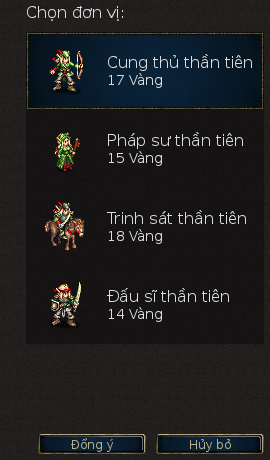 Chọn đơn vị:
Cung thủ thần tiên
17 Vàng
Pháp sư thần tiên
15 Vàng
Trinh sát thần tiên
18 Vàng
Đấu sĩ thần tiên
14 Vàng
Đồng ý
Hủy bỏ